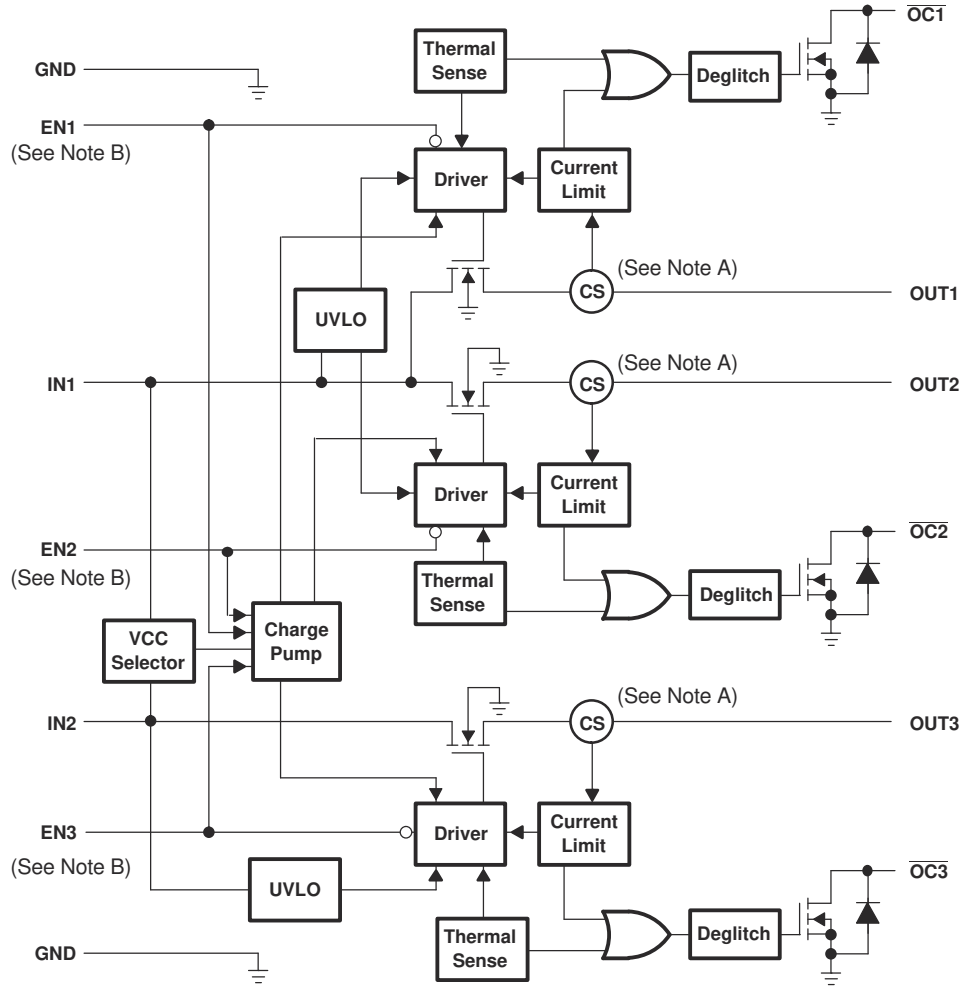 OC1
Thermal
Sense
Deglitch
GND
EN1
(See Note B)
Driver
Current
Limit
(See Note A)
CS
OUT1
UVLO
(See Note A)
IN1
CS
OUT2
Driver
Current
Limit
OC2
EN2
(See Note B)
Thermal
Sense
Deglitch
VCC
Selector
Charge
Pump
(See Note A)
IN2
CS
OUT3
EN3
(See Note B)
Driver
Current
Limit
OC3
UVLO
Thermal
Sense
Deglitch
GND